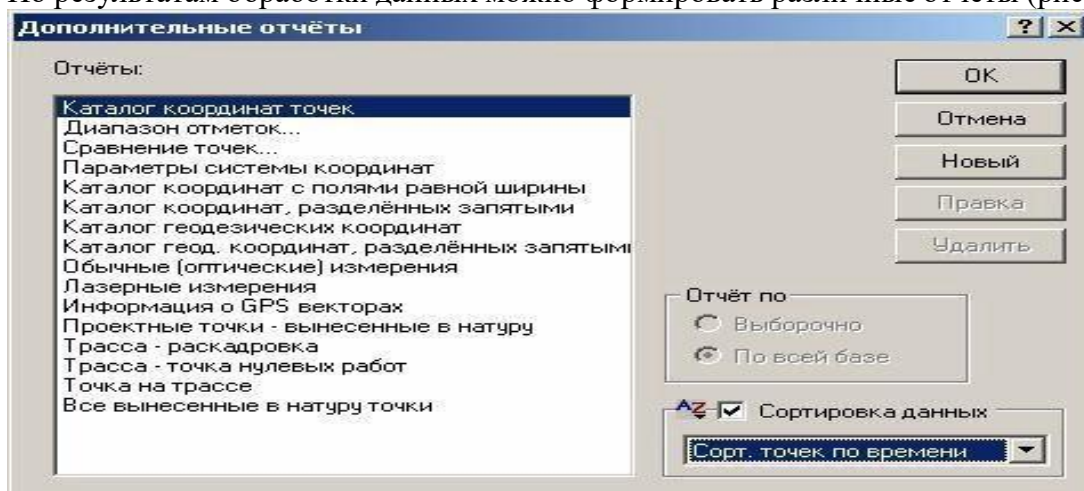 По результатам обработки данных можно формировать различные отчеты (рис
Дополнительные отчёты
Отчёты:
Каталог координат точек
Диапазон отметок...
Сравнение точек...
Параметры системы координат
Каталог координат с полями равной ширины
Каталог координат, разделённых запятыми
Каталог геодезических координат
Каталог геод. координат, разделённых запятыми
Обычные (оптические) измерения
Лазерные измерения
Информация о GPS векторах
Проектные точки - вынесенные в натуру
Трасса - раскадровка
Трасса - точка нулевых работ
Точка на трассе
Все вынесенные в натуру точки
OK
Отмена
Новый
Правка
Удалить
Отчёт по
Выборочно
По всей базе
Сортировка данных
Сорт. точек по времени